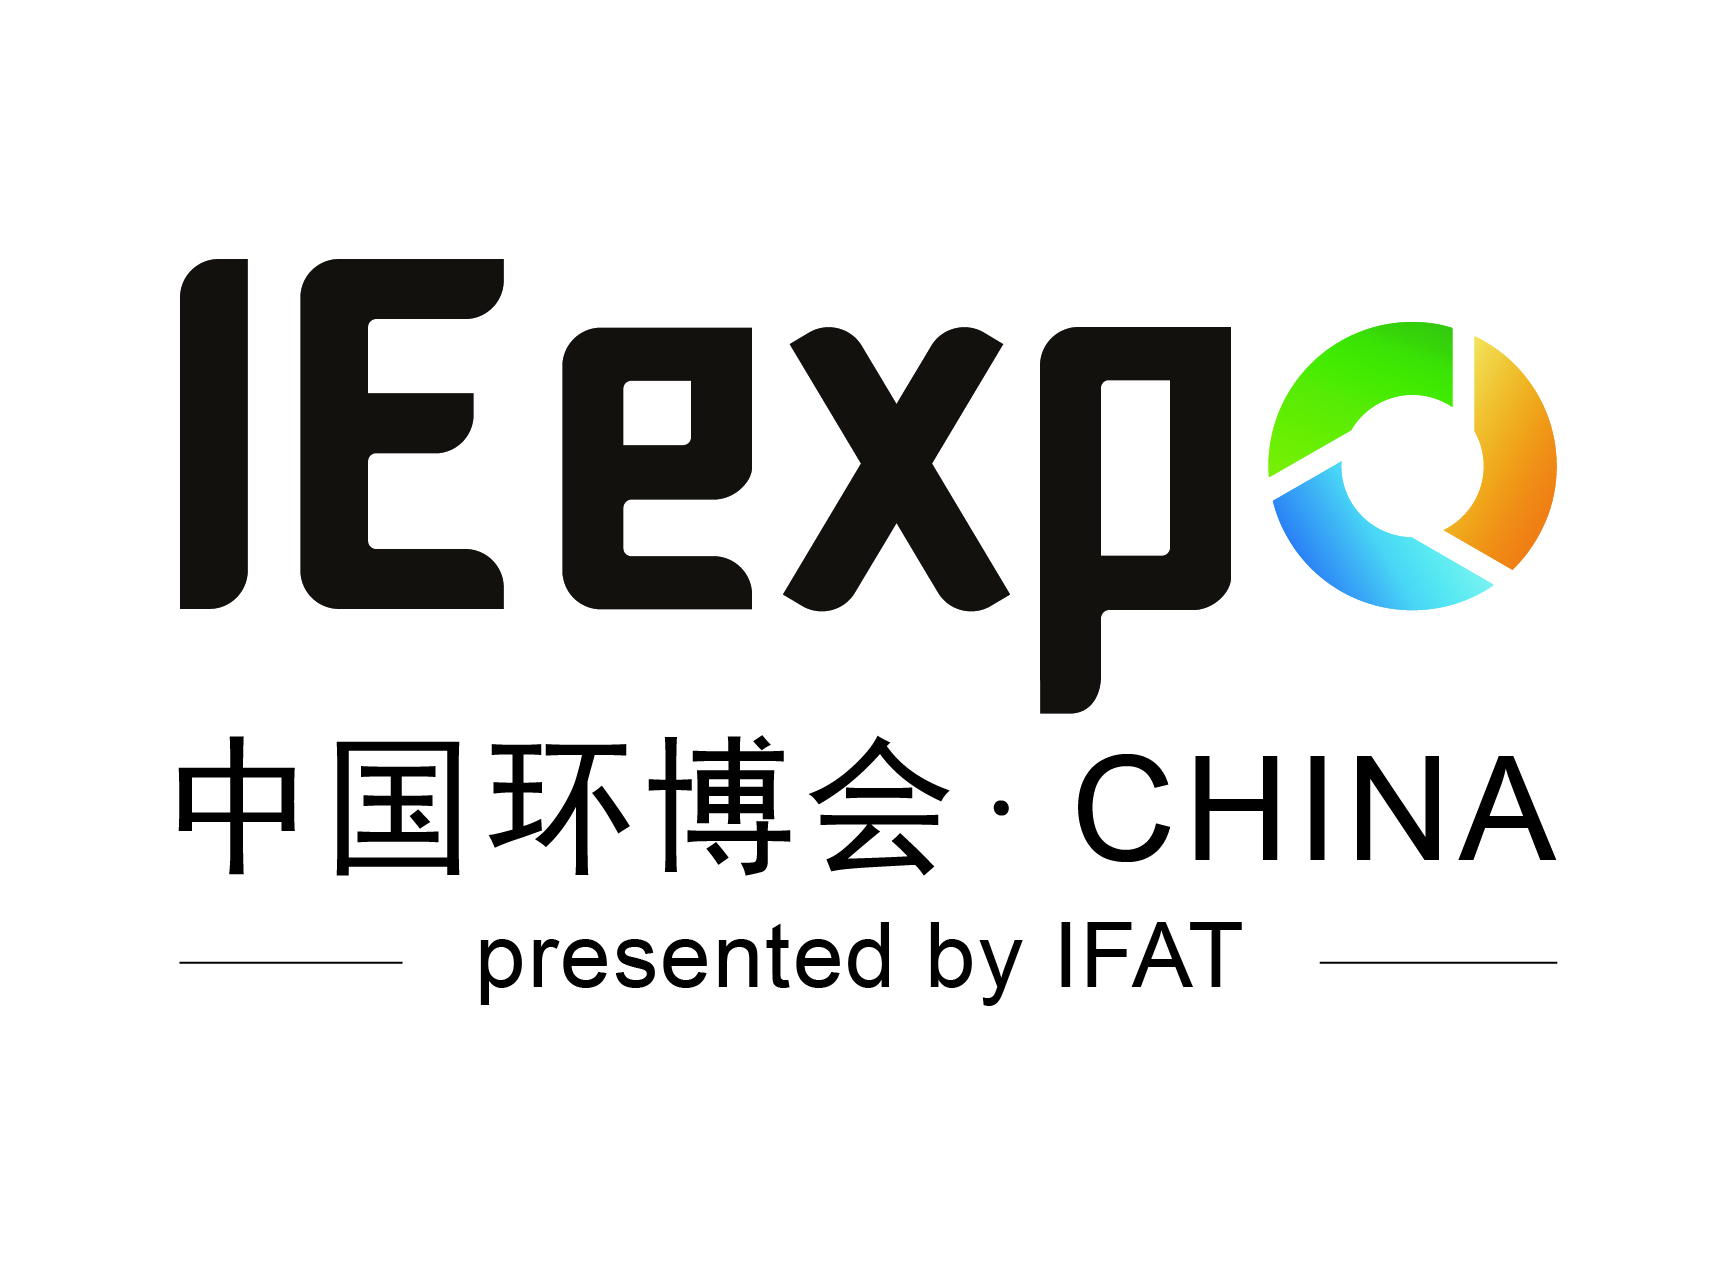 IEexpo
中国环博会·CHINA
presented by IFAT